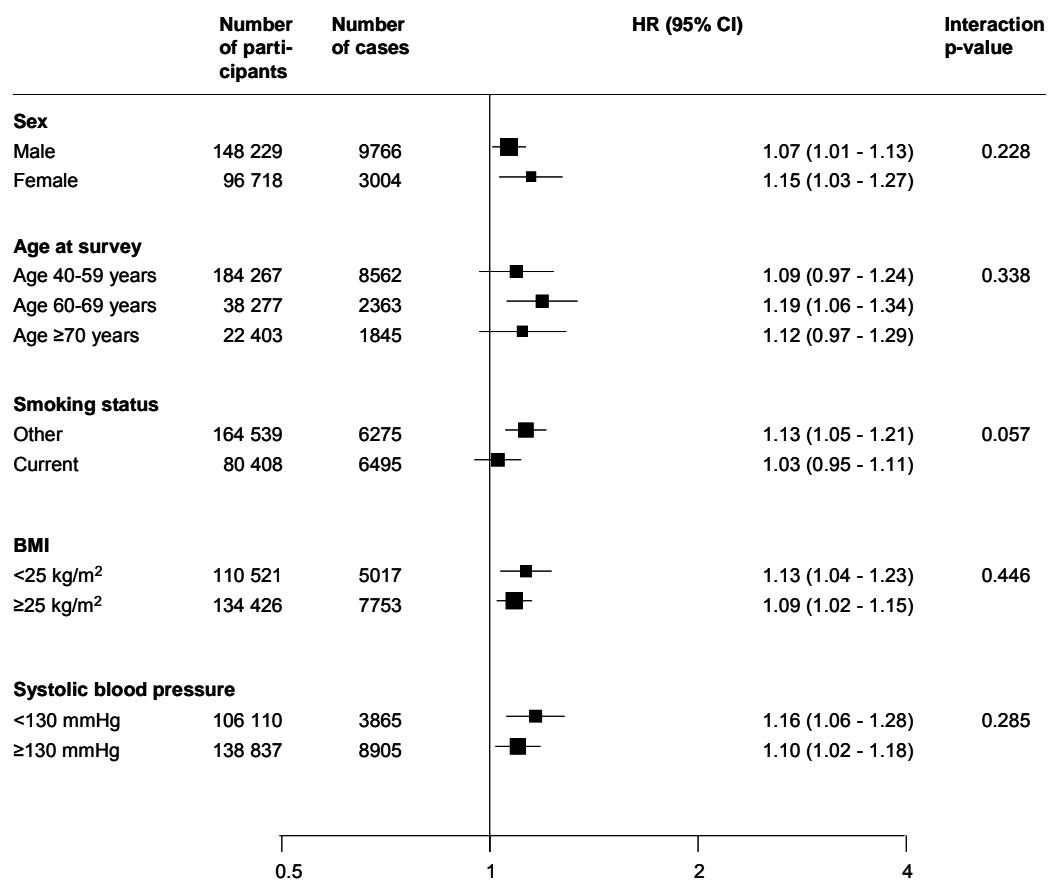 Number of parti-cipants Number of cases HR (95% CI) Interaction p-value
Sex
Male 148 229 9766 1.07 (1.01 - 1.13) 0.228
Female 96 718 3004 1.15 (1.03 - 1.27)
Age at survey
Age 40-59 years 184 267 8562 1.09 (0.97 - 1.24) 0.338
Age 60-69 years 38 277 2363 1.19 (1.06 - 1.34)
Age ≥70 years 22 403 1845 1.12 (0.97 - 1.29)
Smoking status
Other 164 539 6275 1.13 (1.05 - 1.21) 0.057
Current 80 408 6495 1.03 (0.95 - 1.11)
BMI
<25 kg/m² 110 521 5017 1.13 (1.04 - 1.23) 0.446
≥25 kg/m² 134 426 7753 1.09 (1.02 - 1.15)
Systolic blood pressure
<130 mmHg 106 110 3865 1.16 (1.06 - 1.28) 0.285
≥130 mmHg 138 837 8905 1.10 (1.02 - 1.18)
0.5 1 2 4